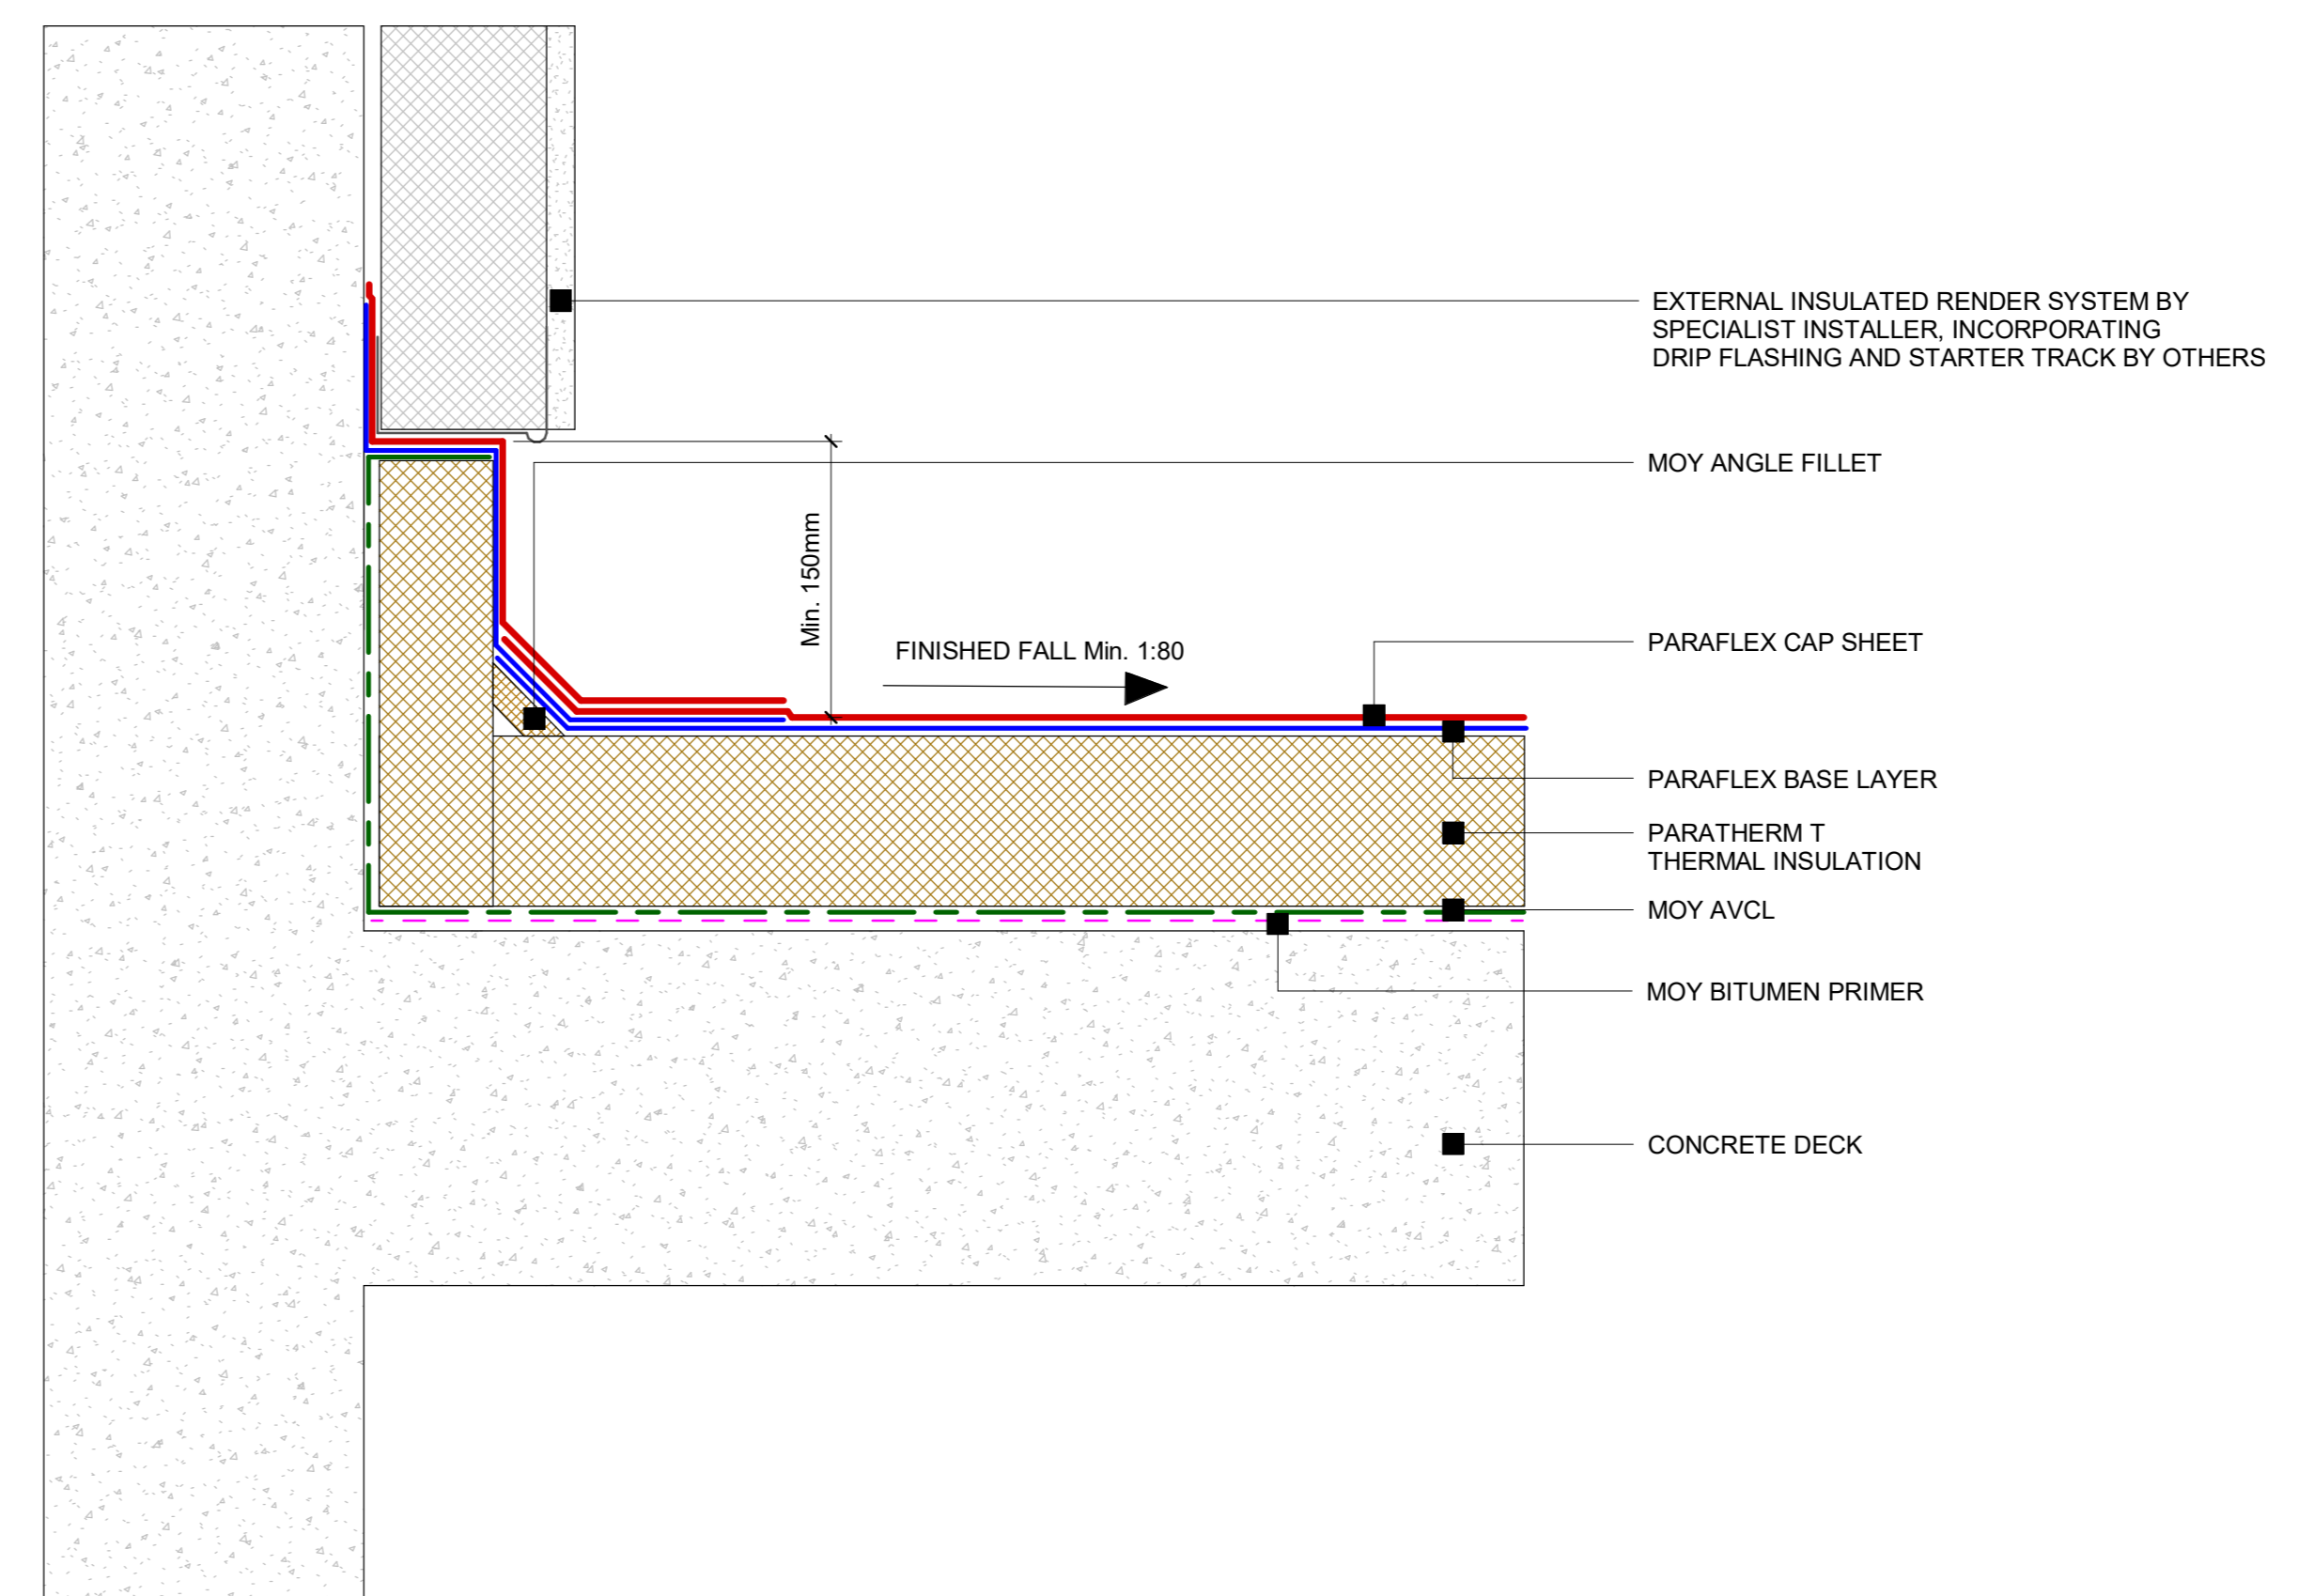 EXTERNAL INSULATED RENDER SYSTEM BY
SPECIALIST INSTALLER, INCORPORATING
DRIP FLASHING AND STARTER TRACK BY OTHERS
MOY ANGLE FILLET
Min. 150mm
FINISHED FALL Min. 1:80
PARAFLEX CAP SHEET
PARAFLEX BASE LAYER
PARATHERM T
THERMAL INSULATION
MOY AVCL
MOY BITUMEN PRIMER
CONCRETE DECK